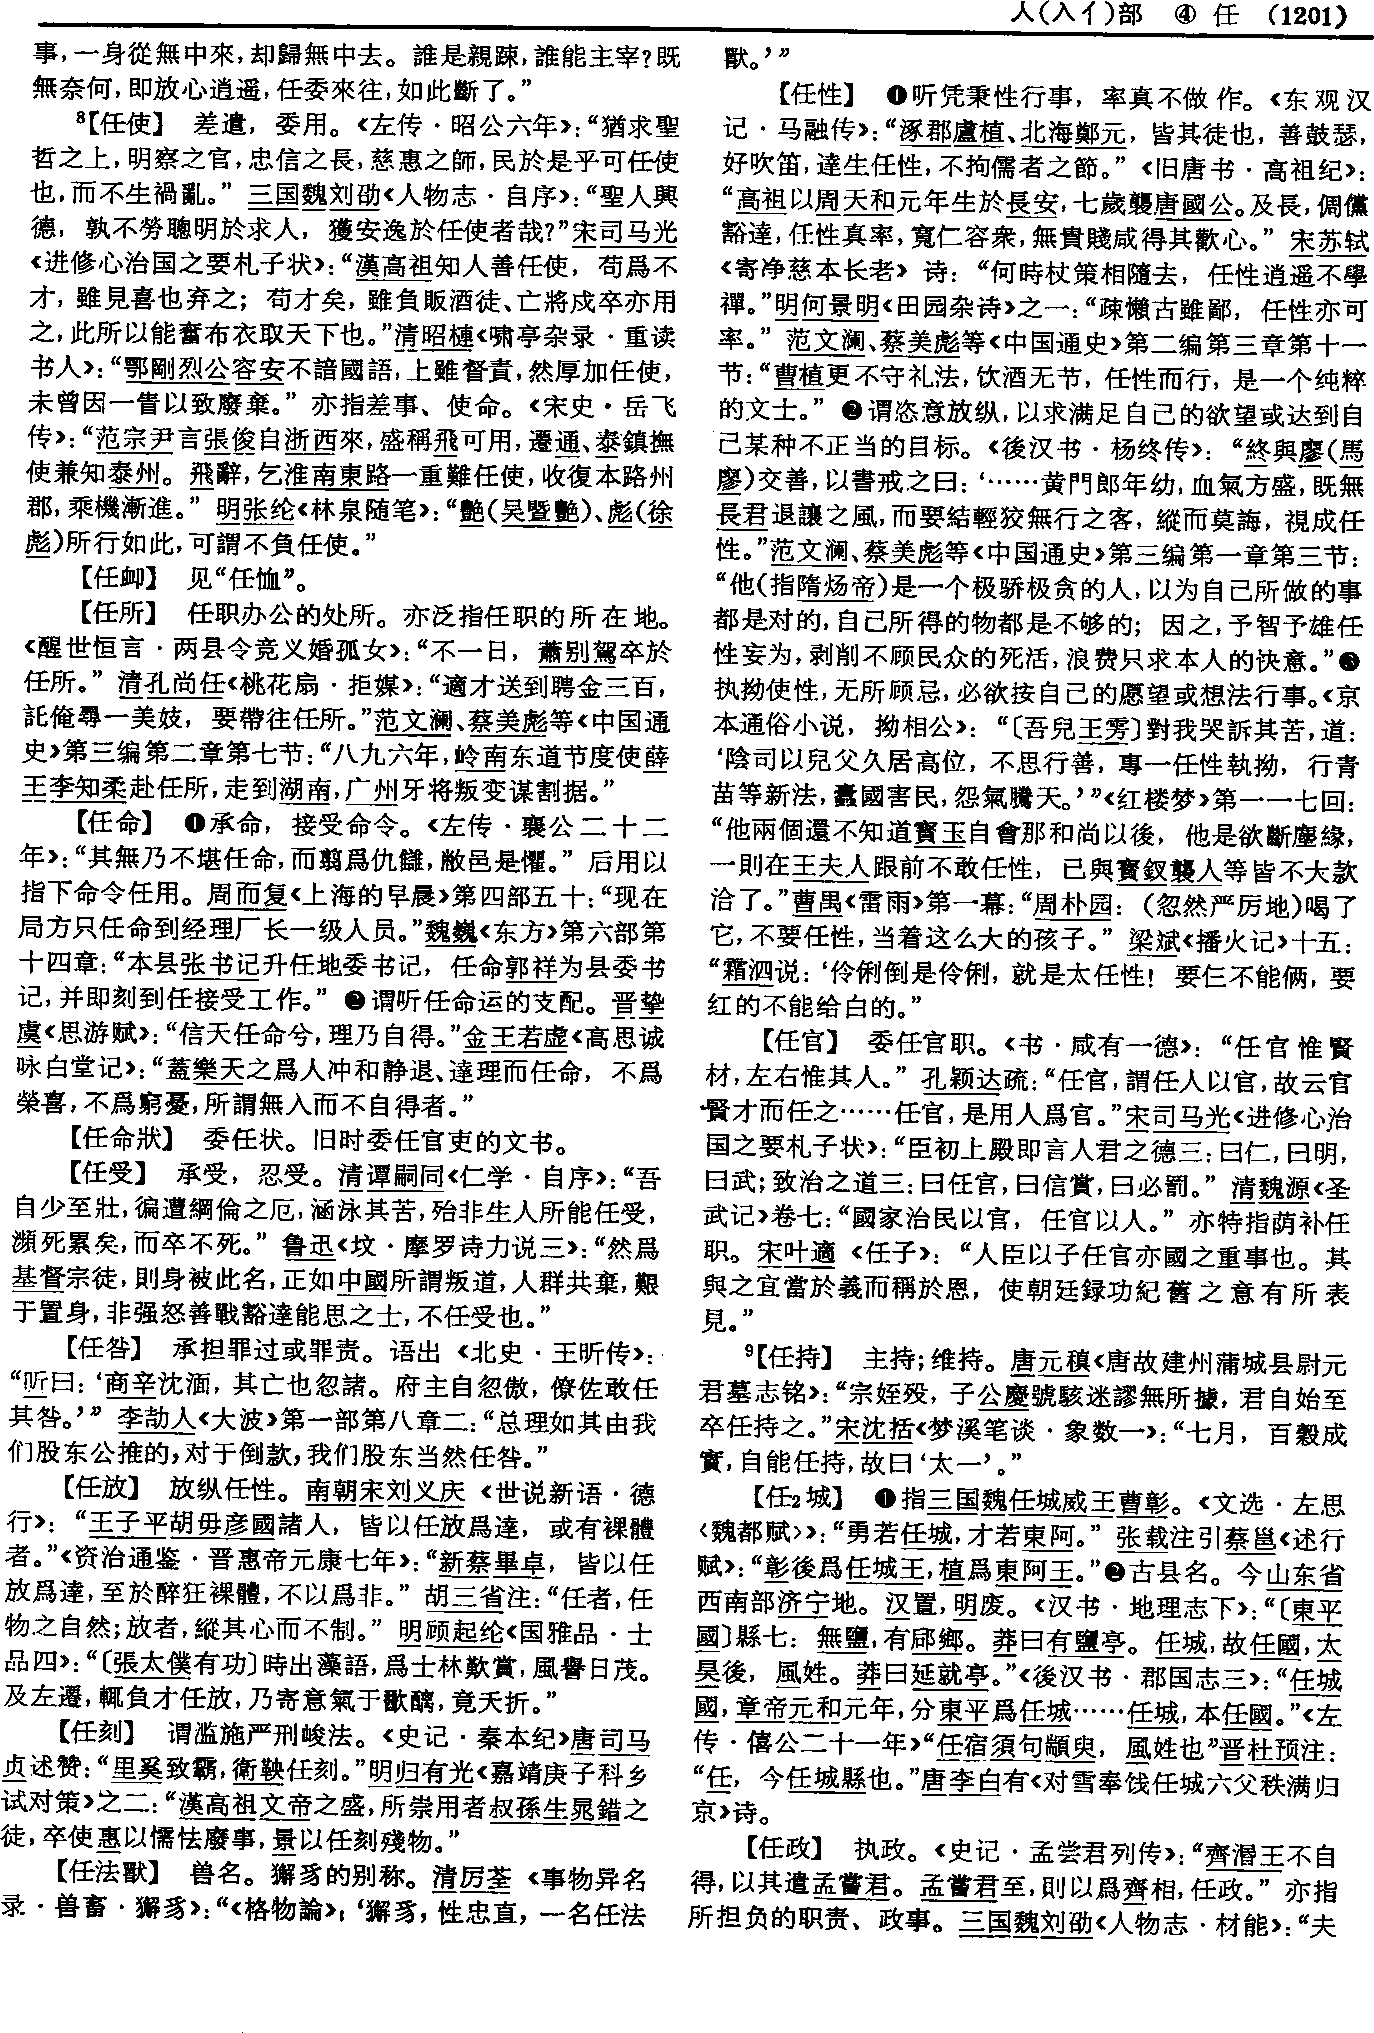 人(入亻)部 ④ 任 (1201)
事,一身從無中來,却歸無中去。誰是親踈,誰能主宰?既
無奈何,即放心逍遥,任委來往,如此斷了。”
⁸【任使】 差遣，委用。《左传·昭公六年》:“猶求聖
哲之上,明察之官,忠信之長,慈惠之師,民於是乎可任使
也,而不生禍亂。” 三国魏刘劭《人物志·自序》:“聖人興
德，孰不勞聰明於求人，獲安逸於任使者哉?”宋司马光
《进修心治国之要札子状》:“漢高祖知人善任使，苟爲不
才，雖見喜也弃之；苟才矣，雖負販酒徒、亡將戍卒亦用
之,此所以能奮布衣取天下也。”清昭槤《啸亭杂录·重读
书人》:“鄂剛烈公容安不諳國語,上雖督責,然厚加任使,
未曾因一眚以致廢棄。” 亦指差事、使命。《宋史·岳飞
传》:“范宗尹言張俊自浙西來,盛稱飛可用,遷通、泰鎮撫
使兼知泰州。飛辭,乞淮南東路一重難任使,收復本路州
郡,乘機漸進。” 明张纶《林泉随笔》:“艷(吴暨艷)、彪(徐
彪)所行如此,可謂不負任使。”
【任卹】 见“任恤”。
【任所】 任职办公的处所。亦泛指任职的所在地。
《醒世恒言·两县令竞义婚孤女》:“不一日，蕭别駕卒於
任所。” 清孔尚任《桃花扇·拒媒》:“適才送到聘金三百,
託俺尋一美妓，要帶往任所。”范文澜、蔡美彪等《中国通
史》第三编第二章第七节:“八九六年,岭南东道节度使薛
王李知柔赴任所,走到湖南,广州牙将叛变谋割据。”
【任命】 ❶承命，接受命令。《左传·襄公二十二
年》:“其無乃不堪任命,而翦爲仇讎,敝邑是懼。” 后用以
指下命令任用。周而复《上海的早晨》第四部五十:“现在
局方只任命到经理厂长一级人员。”魏巍《东方》第六部第
十四章:“本县张书记升任地委书记，任命郭祥为县委书
记,并即刻到任接受工作。” ❷谓听任命运的支配。晋挚
虞《思游赋》:“信天任命兮,理乃自得。”金王若虚《高思诚
咏白堂记》:“蓋樂天之爲人冲和静退、達理而任命，不爲
榮喜,不爲窮憂,所謂無入而不自得者。”
【任命狀】 委任状。旧时委任官吏的文书。
【任受】 承受，忍受。清谭嗣同《仁学·自序》:“吾
自少至壯,徧遭綱倫之厄,涵泳其苦,殆非生人所能任受,
瀕死累矣,而卒不死。” 鲁迅《坟·摩罗诗力说三》:“然爲
基督宗徒,則身被此名,正如中國所謂叛道,人群共棄,艱
于置身,非强怒善戰豁達能思之士,不任受也。”
【任咎】 承担罪过或罪责。语出《北史·王昕传》:
“昕曰:‘商辛沈湎，其亡也忽諸。府主自忽傲，僚佐敢任
其咎。’” 李劼人《大波》第一部第八章二:“总理如其由我
们股东公推的,对于倒款,我们股东当然任咎。”
【任放】 放纵任性。南朝宋刘义庆《世说新语·德
行》:“王子平胡毋彦國諸人，皆以任放爲達，或有裸體
者。”《资治通鉴·晋惠帝元康七年》:“新蔡畢卓，皆以任
放爲達,至於醉狂裸體,不以爲非。” 胡三省注:“任者,任
物之自然;放者,縱其心而不制。” 明顾起纶《国雅品·士
品四》:“〔張太僕有功〕時出藻語,爲士林歎賞,風譽日茂。
及左遷,輒負才任放,乃寄意氣于酣醻,竟夭折。”
【任刻】 谓滥施严刑峻法。《史记·秦本纪》唐司马
贞述赞:“里奚致霸,衛鞅任刻。”明归有光《嘉靖庚子科乡
试对策》之二:“漢高祖文帝之盛,所崇用者叔孫生晁錯之
徒,卒使惠以懦怯廢事,景以任刻殘物。”
【任法獸】 兽名。獬豸的别称。清厉荃《事物异名
录·兽畜·獬豸》:“《格物論》:‘獬豸,性忠直，一名任法
獸。’”
【任性】 ❶听凭秉性行事，率真不做作。《东观汉
记·马融传》:“涿郡盧植、北海鄭元，皆其徒也，善鼓瑟,
好吹笛,達生任性,不拘儒者之節。”《旧唐书·高祖纪》:
“高祖以周天和元年生於長安,七歲襲唐國公。及長,倜儻
豁達,任性真率,寬仁容衆,無貴賤咸得其歡心。” 宋苏轼
《寄净慈本长老》诗:“何時杖策相隨去，任性逍遥不學
禪。”明何景明《田园杂诗》之一:“疎懶古雖鄙，任性亦可
率。” 范文澜、蔡美彪等《中国通史》第二编第三章第十一
节:“曹植更不守礼法,饮酒无节，任性而行，是一个纯粹
的文士。” ❷谓恣意放纵,以求满足自己的欲望或达到自
己某种不正当的目标。《後汉书·杨终传》:“終與廖(馬
廖)交善,以書戒之曰:‘……黄門郎年幼,血氣方盛,既無
長君退讓之風,而要結輕狡無行之客，縱而莫誨，視成任
性。”范文澜、蔡美彪等《中国通史》第三编第一章第三节:
“他(指隋炀帝)是一个极骄极贪的人,以为自己所做的事
都是对的,自己所得的物都是不够的；因之,予智予雄任
性妄为,剥削不顾民众的死活,浪费只求本人的快意。”❸
执拗使性,无所顾忌,必欲按自己的愿望或想法行事。《京
本通俗小说，拗相公》:“〔吾兒王雱〕對我哭訴其苦,道:
‘陰司以兒父久居高位，不思行善，專一任性執拗，行青
苗等新法,蠹國害民,怨氣騰天。’”《红楼梦》第一一七回:
“他兩個還不知道寶玉自會那和尚以後，他是欲斷塵緣,
一則在王夫人跟前不敢任性，已與寶釵襲人等皆不大款
洽了。”曹禺《雷雨》第一幕:“周朴园:(忽然严厉地)喝了
它,不要任性,当着这么大的孩子。” 梁斌《播火记》十五:
“霜泗说:‘伶俐倒是伶俐，就是太任性!要仨不能俩，要
红的不能给白的。”
【任官】 委任官职。《书·咸有一德》:“任官惟賢
材,左右惟其人。” 孔颖达疏:“任官,謂任人以官,故云官
賢才而任之……任官,是用人爲官。”宋司马光《进修心治
国之要札子状》:“臣初上殿即言人君之德三:曰仁,曰明,
曰武;致治之道三:曰任官,曰信賞,曰必罰。” 清魏源《圣
武记》卷七:“國家治民以官，任官以人。” 亦特指荫补任
职。宋叶適《任子》:“人臣以子任官亦國之重事也。其
與之宜當於義而稱於恩，使朝廷録功紀舊之意有所表
見。”
⁹【任持】 主持;维持。唐元稹《唐故建州蒲城县尉元
君墓志铭》:“宗姪殁，子公慶號駭迷謬無所據,君自始至
卒任持之。”宋沈括《梦溪笔谈·象数一》:“七月，百穀成
實,自能任持,故曰‘太一’。”
【任₂城】 ❶指三国魏任城威王曹彰。《文选·左思
〈魏都赋〉》:“勇若任城,才若東阿。” 张载注引蔡邕《述行
赋》:“彰後爲任城王,植爲東阿王。”❷古县名。今山东省
西南部济宁地。汉置,明废。《汉书·地理志下》:“〔東平
國〕縣七: 無鹽,有郈鄉。莽曰有鹽亭。任城,故任國,太
昊後，風姓。莽曰延就亭。”《後汉书·郡国志三》:“任城
國,章帝元和元年,分東平爲任城……任城,本任國。”《左
传·僖公二十一年》“任宿須句顓臾，風姓也”晋杜预注:
“任，今任城縣也。”唐李白有《对雪奉饯任城六父秩满归
京》诗。
【任政】 执政。《史记·孟尝君列传》:“齊湣王不自
得,以其遣孟嘗君。孟嘗君至,則以爲齊相,任政。” 亦指
所担负的职责、政事。三国魏刘劭《人物志·材能》:“夫